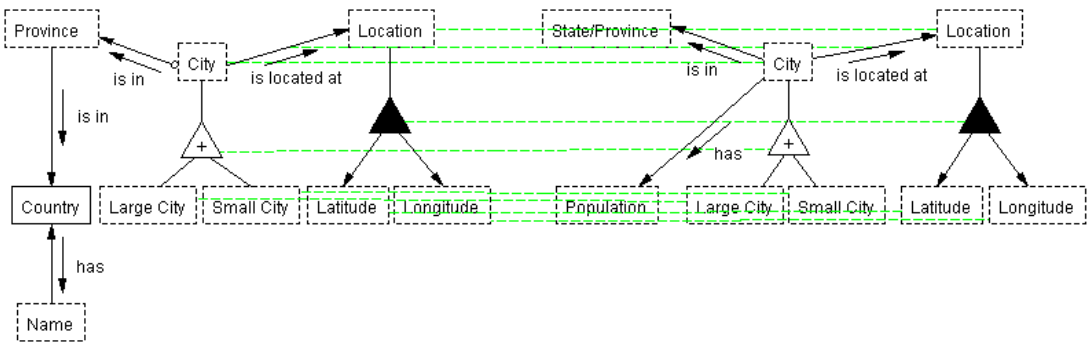 Province
Location
State/Province
Location
City
City
is in
is located at
is in
is located at
is in
+
+
has
Country
Large City
Small City
Latitude
Longitude
Population
Large City
Small City
Latitude
Longitude
has
Name